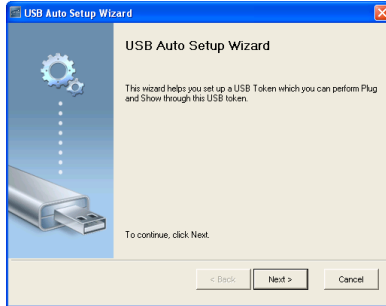 USB Auto Setup Wizard
USB Auto Setup Wizard
This wizard helps you set up a USB Token which you can perform Plug
and Show through this USB token.
To continue, click Next.
< Back
Next >
Cancel